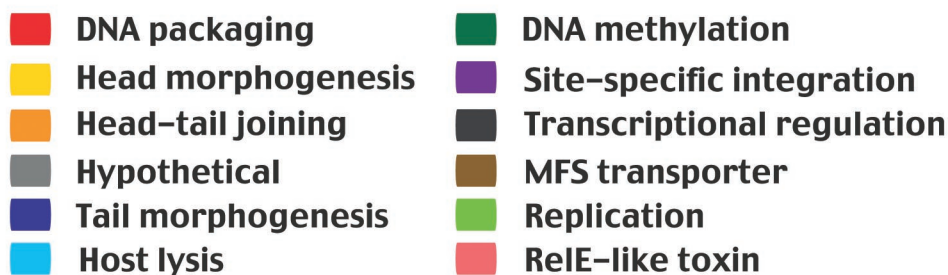 DNA packaging
Head morphogenesis
Head-tail joining
Hypothetical
Tail morphogenesis
Host lysis
DNA methylation
Site-specific integration
Transcriptional regulation
MFS transporter
Replication
RelE-like toxin